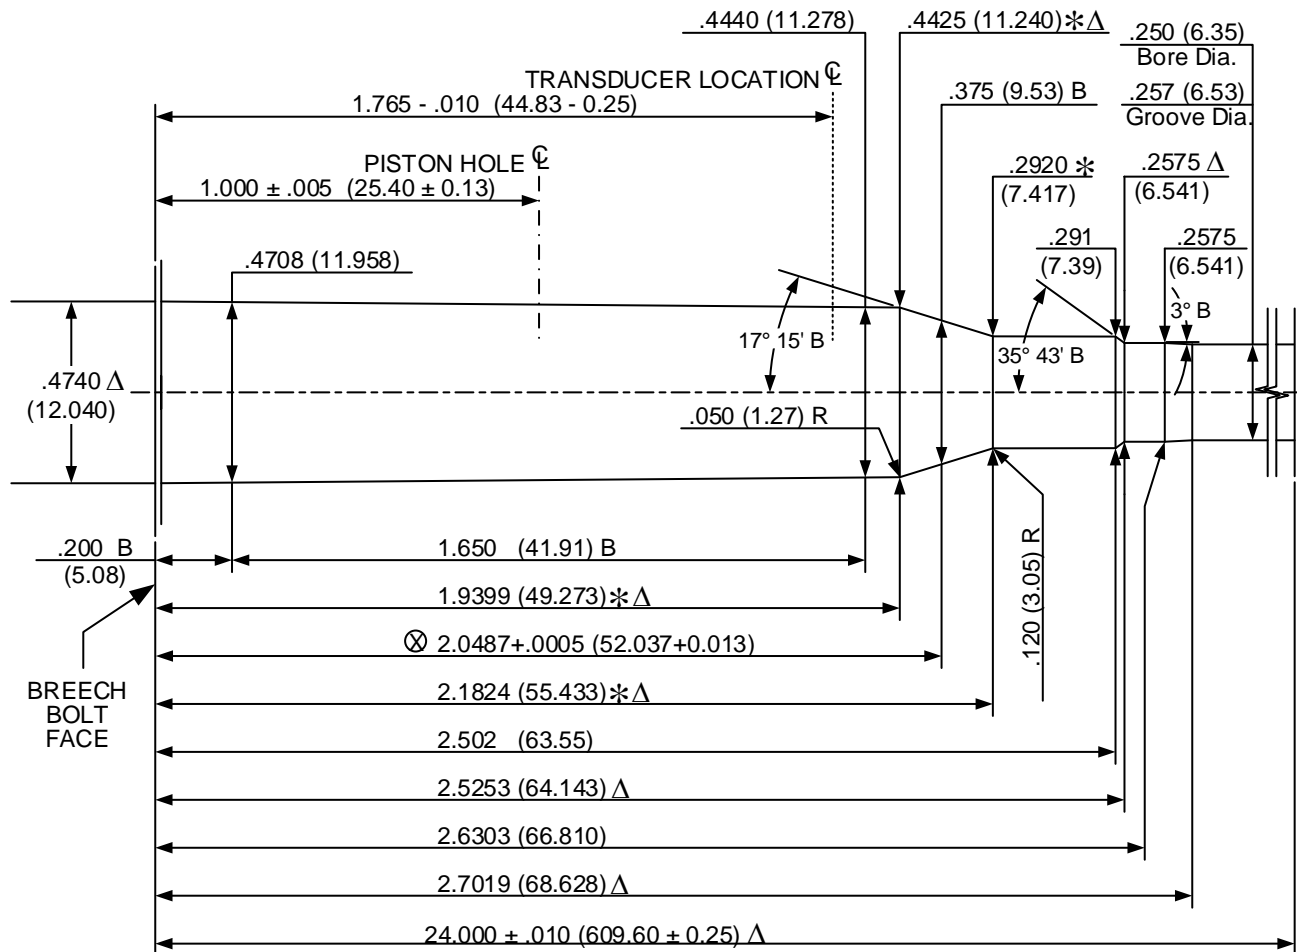 .4440 (11.278)
.4425 (11.240)✻Δ
.250 (6.35)
Bore Dia.
TRANSDUCER LOCATION ℄
1.765 - .010 (44.83 - 0.25)
.375 (9.53) B
.257 (6.53)
Groove Dia.
PISTON HOLE ℄
1.000 ± .005 (25.40 ± 0.13)
.2920 ✻
(7.417)
.2575 Δ
(6.541)
.4708 (11.958)
.291
(7.39)
.2575
(6.541)
3° B
17° 15' B
35° 43' B
.4740 Δ
(12.040)
.050 (1.27) R
.120 (3.05) R
.200 B
(5.08)
1.650 (41.91) B
1.9399 (49.273)✻Δ
ⓧ 2.0487+.0005 (52.037+0.013)
2.1824 (55.433)✻Δ
BREECH
BOLT
FACE
2.502 (63.55)
2.5253 (64.143) Δ
2.6303 (66.810)
2.7019 (68.628) Δ
24.000 ± .010 (609.60 ± 0.25) Δ